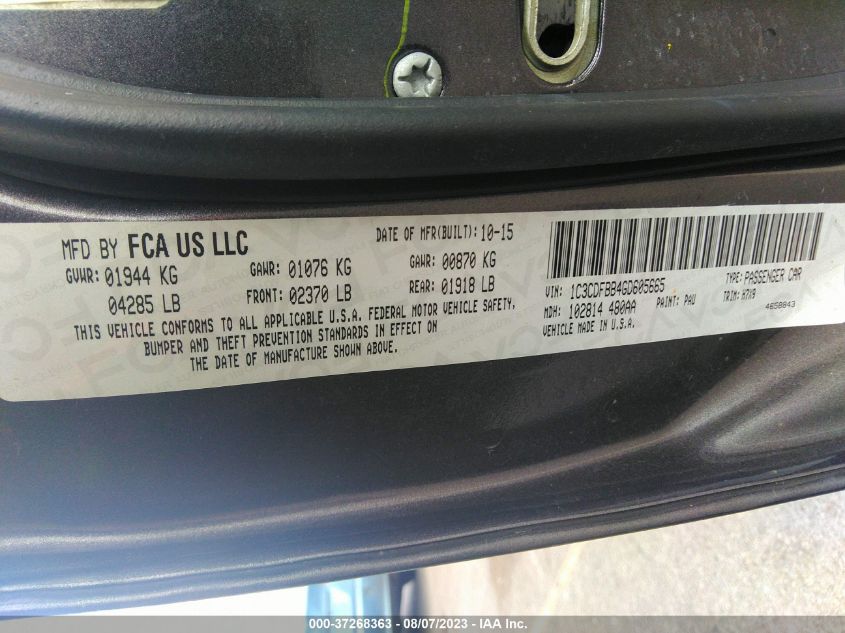 MFD BY FCA US LLC
DATE OF MFR(BUILT): 10-15
GVWR: 01944 KG
GAWR: 01076 KG
GAWR: 00870 KG
04285 LB
FRONT: 02370 LB
REAR: 01918 LB
THIS VEHICLE CONFORMS TO ALL APPLICABLE U.S.A. FEDERAL MOTOR VEHICLE SAFETY,
BUMPER AND THEFT PREVENTION STANDARDS IN EFFECT ON
THE DATE OF MANUFACTURE SHOWN ABOVE.
VIN: 1C3CDFBB4GD605665
TYPE: PASSENGER CAR
MDH: 102814 480AA
PAINT: PAU
TRIM: H7X9
VEHICLE MADE IN U.S.A.
4658843
000-37268363 - 08/07/2023 - IAA Inc.